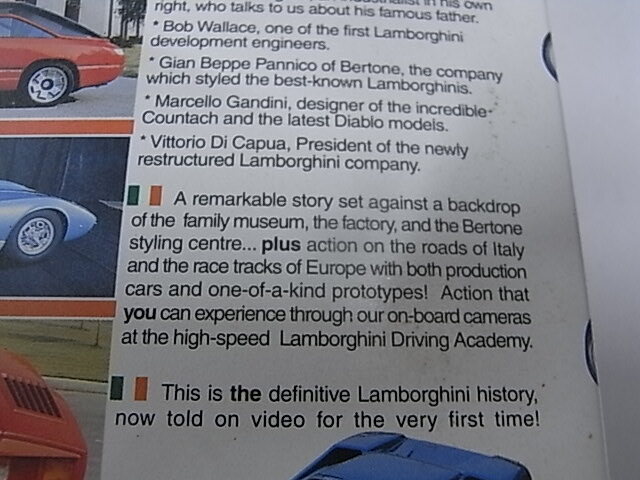 right, who talks to us about his famous father.
* Bob Wallace, one of the first Lamborghini
development engineers.
* Gian Beppe Pannico of Bertone, the company
which styled the best-known Lamborghinis.
* Marcello Gandini, designer of the incredible
Countach and the latest Diablo models.
* Vittorio Di Capua, President of the newly
restructured Lamborghini company.
A remarkable story set against a backdrop
of the family museum, the factory, and the Bertone
styling centre... plus action on the roads of Italy
and the race tracks of Europe with both production
cars and one-of-a-kind prototypes! Action that
you can experience through our on-board cameras
at the high-speed Lamborghini Driving Academy.
This is the definitive Lamborghini history,
now told on video for the very first time!